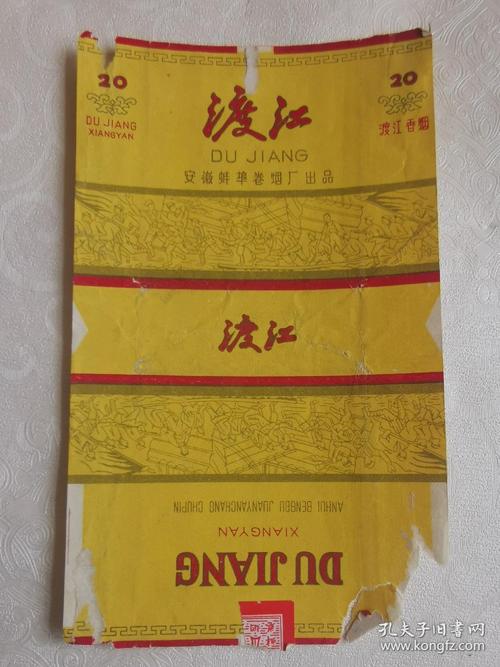 20
DU JIANG
XIANGYAN
渡江
DU JIANG
安徽蚌埠卷烟厂出品
20
渡江香烟
渡江
ANHUI BENGBU JUANYANCHANG CHUPIN
XIANGYAN
DU JIANG
孔夫子旧书网
www.kongfz.com